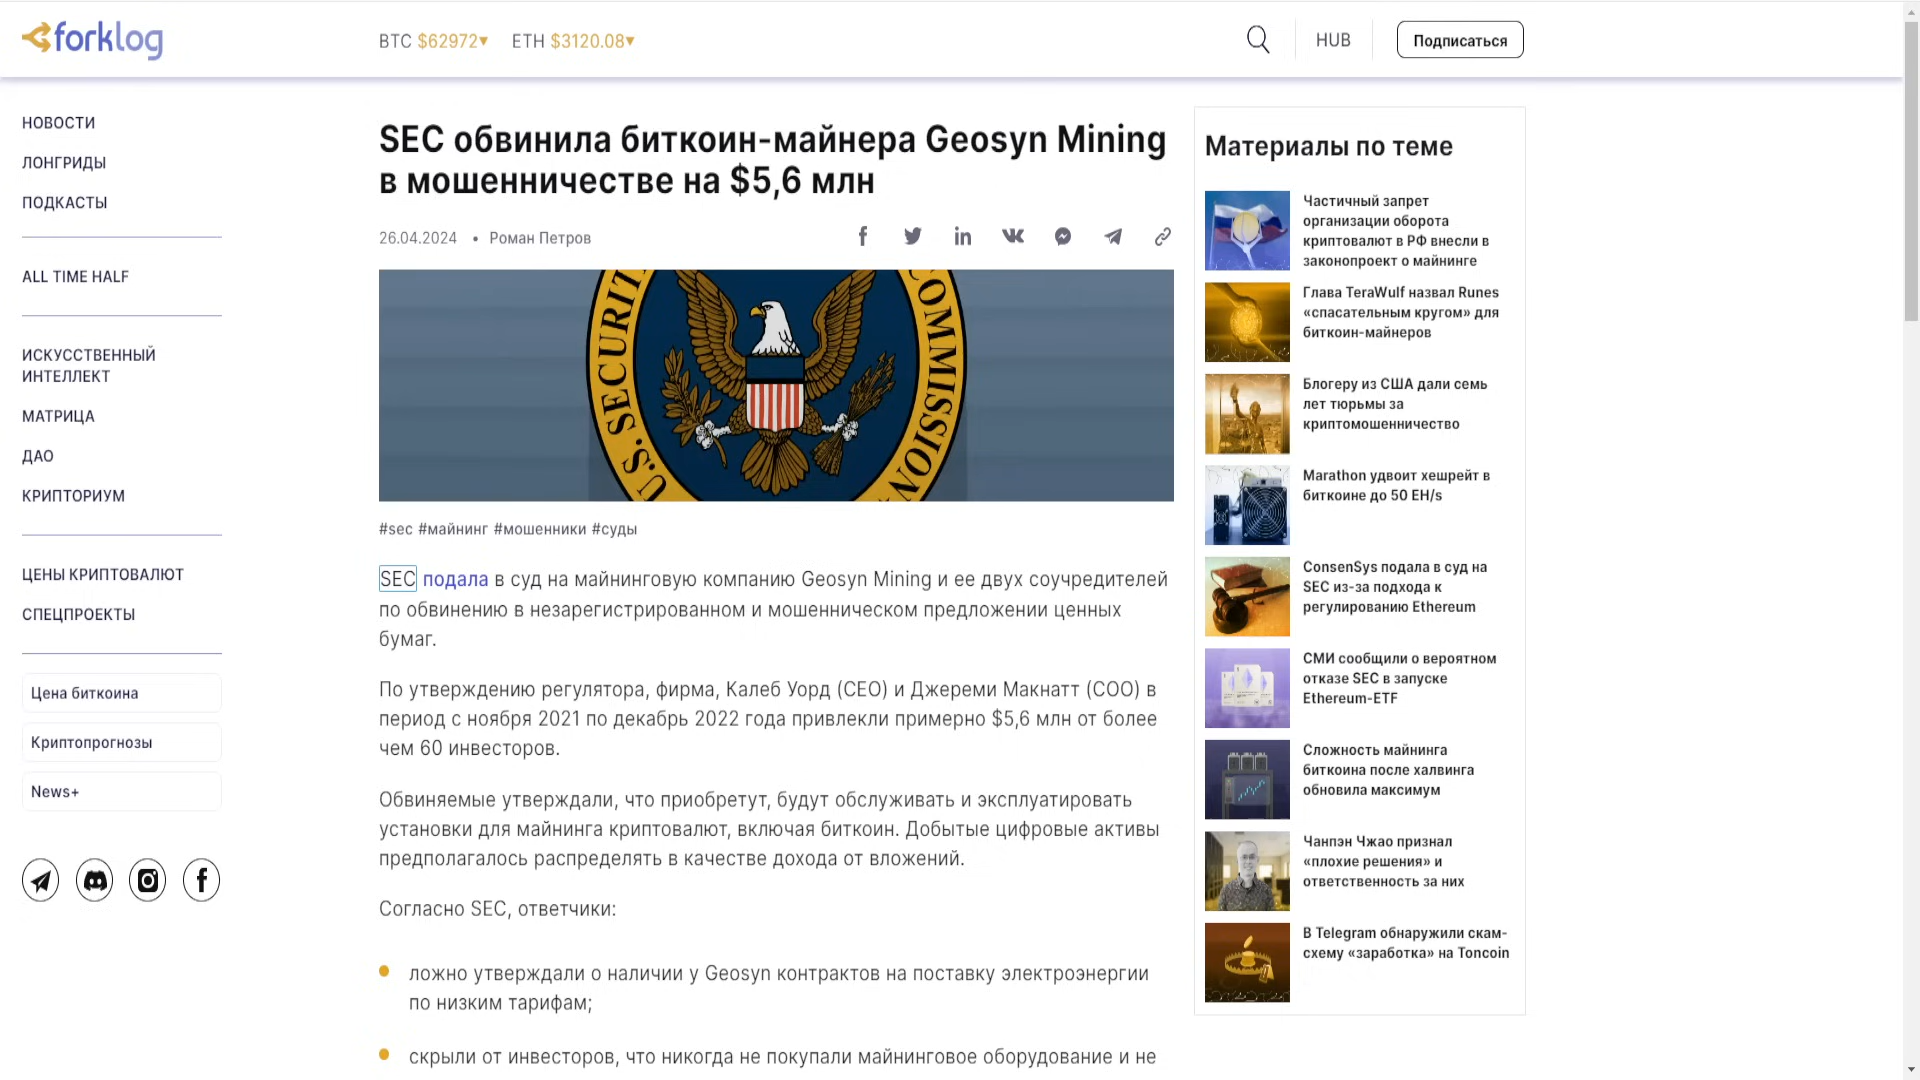 forklog
BTC $62972▾ ETH $3120.08▾
HUB
Подписаться
НОВОСТИ
ЛОНГРИДЫ
ПОДКАСТЫ
ALL TIME HALF
ИСКУССТВЕННЫЙ
ИНТЕЛЛЕКТ
МАТРИЦА
ДАО
КРИПТОРИУМ
ЦЕНЫ КРИПТОВАЛЮТ
СПЕЦПРОЕКТЫ
Цена биткоина
Криптопрогнозы
News+
SEC обвинила биткоин-майнера Geosyn Mining
в мошенничестве на $5,6 млн
26.04.2024 • Роман Петров
U.S. SECURIT
COMMISSION
#sec #майнинг #мошенники #суды
SEC подала в суд на майнинговую компанию Geosyn Mining и ее двух соучредителей
по обвинению в незарегистрированном и мошенническом предложении ценных
бумаг.
По утверждению регулятора, фирма, Калеб Уорд (CEO) и Джереми Макнатт (COO) в
период с ноября 2021 по декабрь 2022 года привлекли примерно $5,6 млн от более
чем 60 инвесторов.
Обвиняемые утверждали, что приобретут, будут обслуживать и эксплуатировать
установки для майнинга криптовалют, включая биткоин. Добытые цифровые активы
предполагалось распределять в качестве дохода от вложений.
Согласно SEC, ответчики:
ложно утверждали о наличии у Geosyn контрактов на поставку электроэнергии
по низким тарифам;
скрыли от инвесторов, что никогда не покупали майнинговое оборудование и не
Материалы по теме
Частичный запрет
организации оборота
криптовалют в РФ внесли в
законопроект о майнинге
Глава TeraWulf назвал Runes
«спасательным кругом» для
биткоин-майнеров
Блогеру из США дали семь
лет тюрьмы за
криптомошенничество
Marathon удвоит хешрейт в
биткоине до 50 EH/s
ConsenSys подала в суд на
SEC из-за подхода к
регулированию Ethereum
СМИ сообщили о вероятном
отказе SEC в запуске
Ethereum-ETF
Сложность майнинга
биткоина после халвинга
обновила максимум
Чанпэн Чжао признал
«плохие решения» и
ответственность за них
В Telegram обнаружили скам-
схему «заработка» на Toncoin